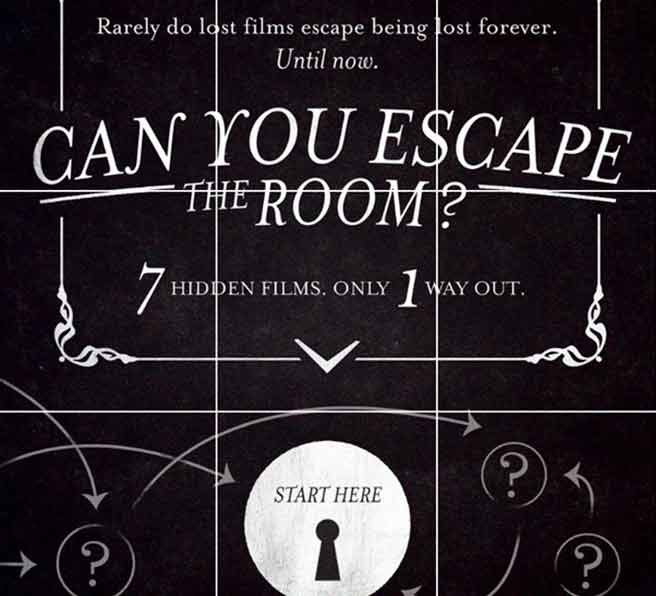 Rarely do lost films escape being lost forever.
Until now.
CAN YOU ESCAPE
THE ROOM?
7 HIDDEN FILMS. ONLY 1 WAY OUT.
START HERE
?
?
?